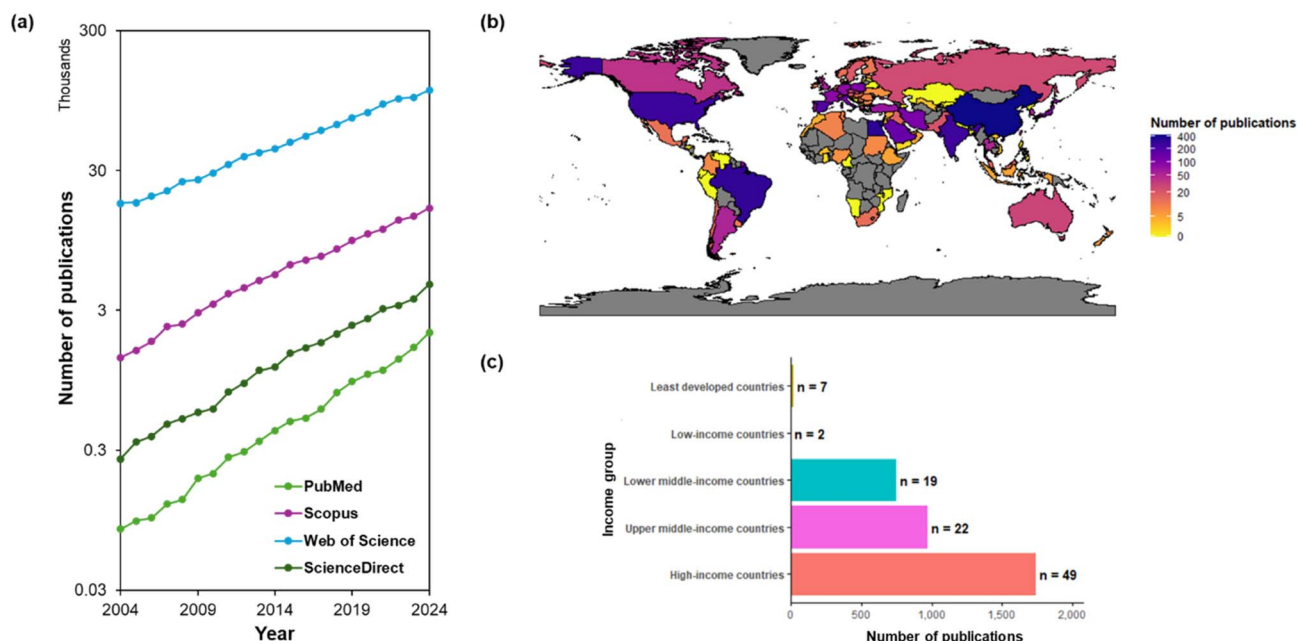 (a)
300
Thousands
30
3
0.3
0.03
Number of publications
PubMed
Scopus
Web of Science
ScienceDirect
2004 2009 2014 2019 2024
Year
(b)
Number of publications
400
200
100
50
20
5
0
(c)
Income group
Least developed countries
n = 7
Low-income countries
n = 2
Lower middle-income countries
n = 19
Upper middle-income countries
n = 22
High-income countries
n = 49
0 500 1,000 1,500 2,000
Number of publications